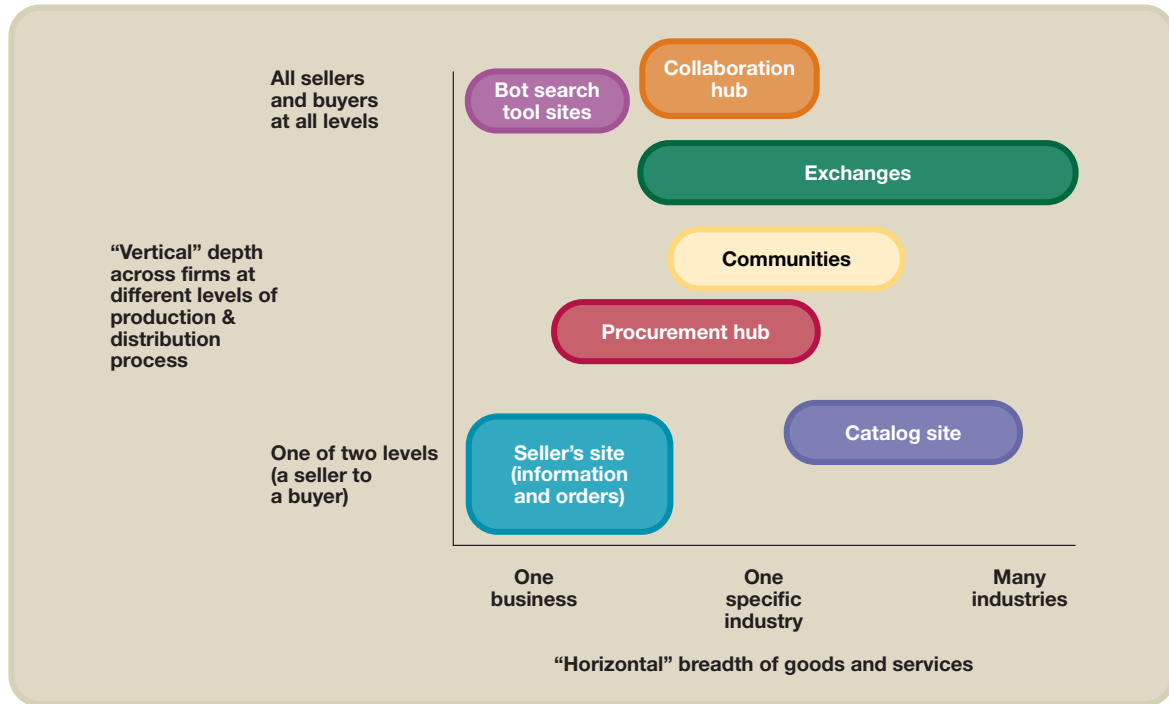 All sellers
and buyers
at all levels
Bot search
tool sites
Collaboration
hub
Exchanges
“Vertical” depth
across firms at
different levels of
production &
distribution
process
Communities
Procurement hub
One of two levels
(a seller to
a buyer)
Seller’s site
(information
and orders)
Catalog site
One
business
One
specific
industry
Many
industries
“Horizontal” breadth of goods and services